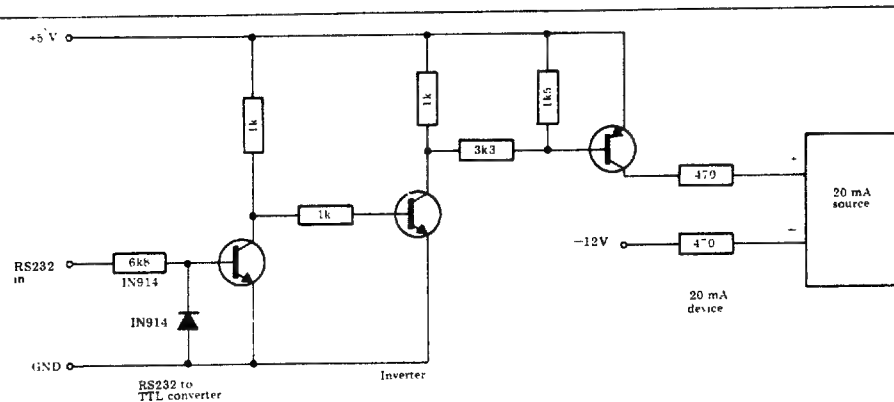 +5 V
1k
1k
1k5
3k3
1k
470
+
20 mA
source
−
−12V
470
20 mA
device
RS232
in
6k8
IN914
IN914
GND
RS232 to
TTL converter
Inverter